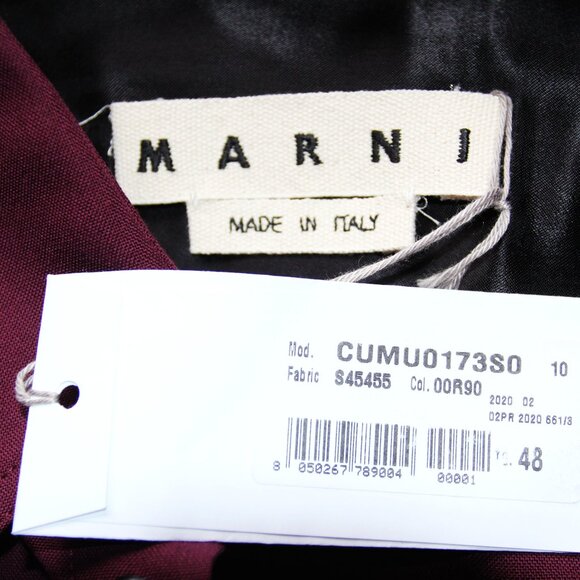 MARNI
MADE IN ITALY
Mod. CUMU0173S0 10
Fabric S45455 Col. 00R90
2020 02
02PR 2020 661/3
48
8 050267 789004 00001